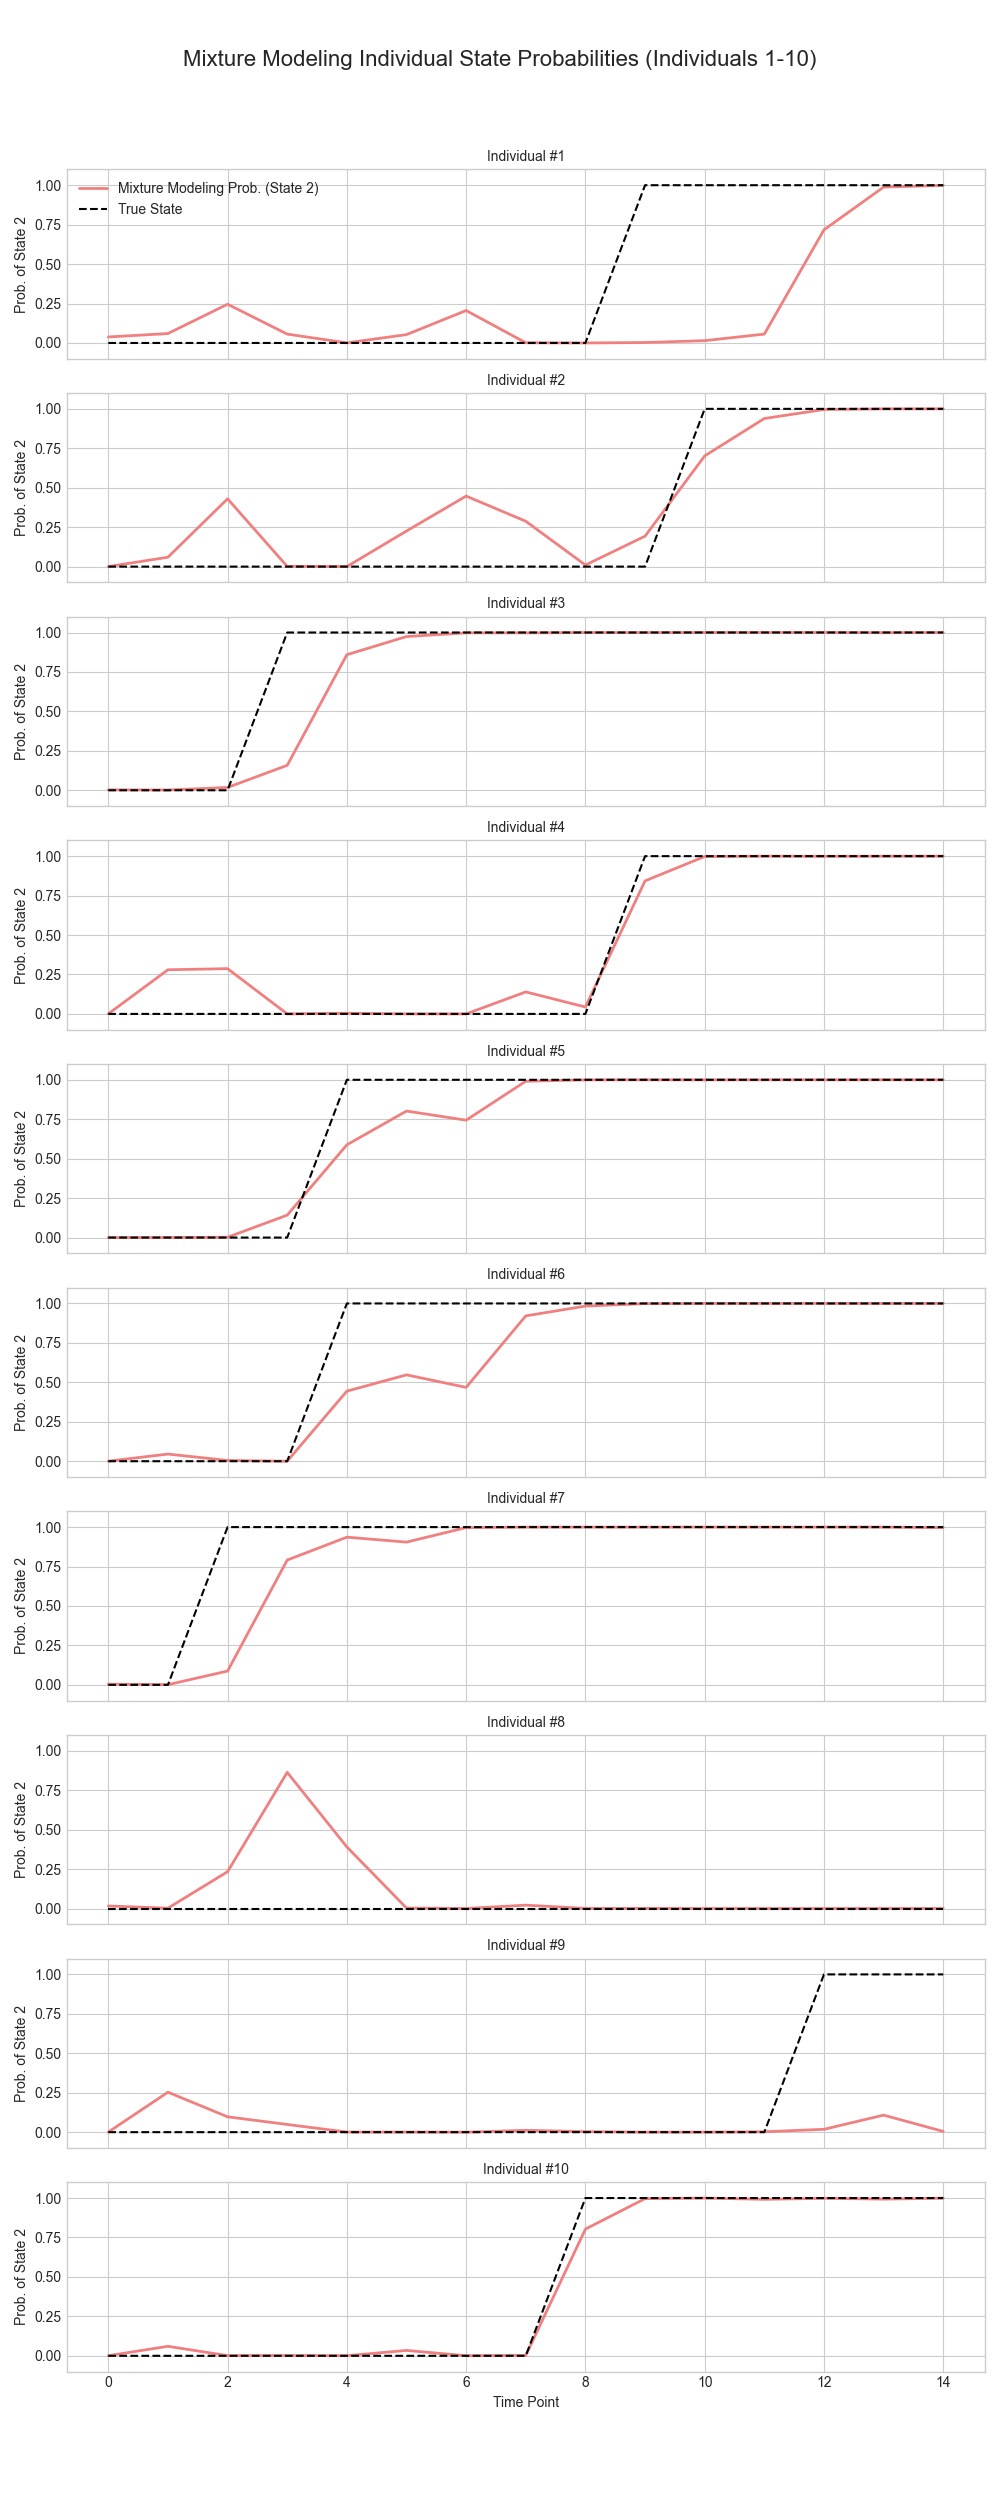 Mixture Modeling Individual State Probabilities (Individuals 1-10)
Individual #1
Mixture Modeling Prob. (State 2)
True State
Prob. of State 2
1.00
0.75
0.50
0.25
0.00
Individual #2
Prob. of State 2
1.00
0.75
0.50
0.25
0.00
Individual #3
Prob. of State 2
1.00
0.75
0.50
0.25
0.00
Individual #4
Prob. of State 2
1.00
0.75
0.50
0.25
0.00
Individual #5
Prob. of State 2
1.00
0.75
0.50
0.25
0.00
Individual #6
Prob. of State 2
1.00
0.75
0.50
0.25
0.00
Individual #7
Prob. of State 2
1.00
0.75
0.50
0.25
0.00
Individual #8
Prob. of State 2
1.00
0.75
0.50
0.25
0.00
Individual #9
Prob. of State 2
1.00
0.75
0.50
0.25
0.00
Individual #10
Prob. of State 2
1.00
0.75
0.50
0.25
0.00
0 2 4 6 8 10 12 14
Time Point